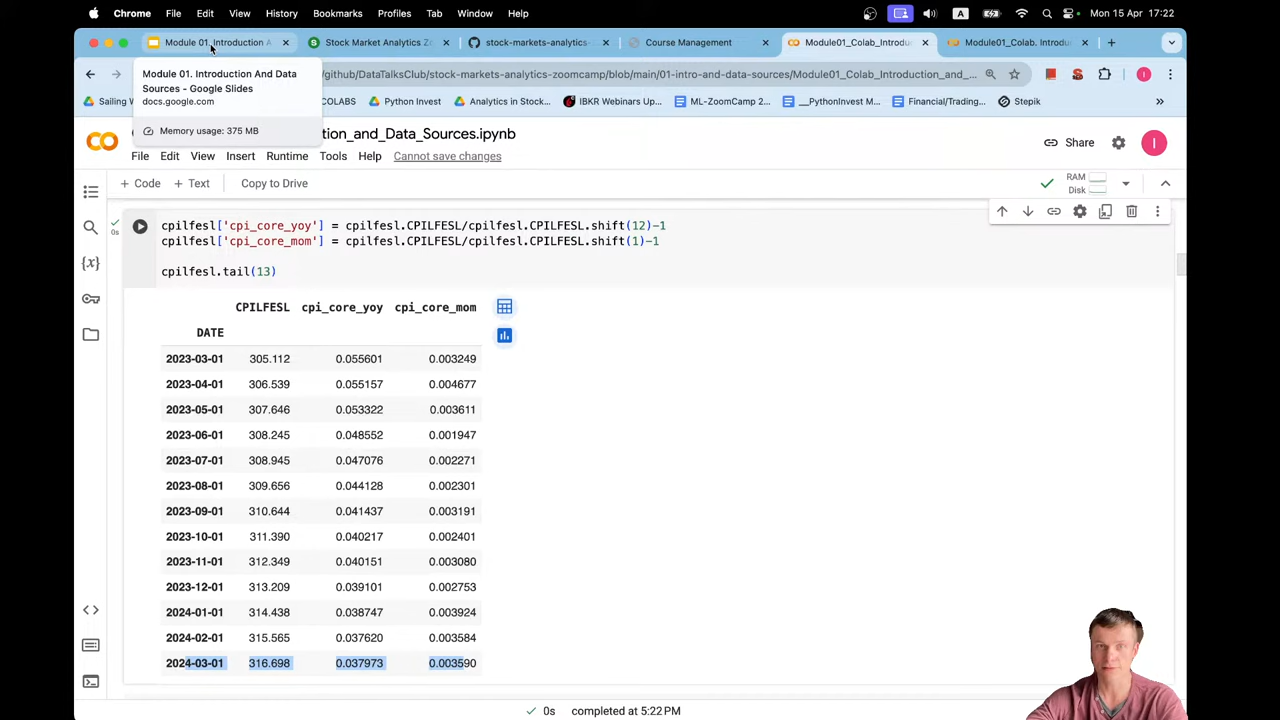 Chrome File Edit View History Bookmarks Profiles Tab Window Help A Mon 15 Apr 17:22
Module 01. Introduction A Stock Market Analytics Zo stock-markets-analytics- Course Management Module01_Colab_Introduc Module01_Colab. Introdu
Module 01. Introduction And Data
Sources - Google Slides
docs.google.com
Memory usage: 375 MB
/github/DataTalksClub/stock-markets-analytics-zoomcamp/blob/main/01-intro-and-data-sources/Module01_Colab_Introduction_and_... I
Sailing COLABS Python Invest Analytics in Stock... IBKR Webinars Up... ML-ZoomCamp 2... __PythonInvest M... Financial/Trading... Stepik »
tion_and_Data_Sources.ipynb
File Edit View Insert Runtime Tools Help Cannot save changes
Share I
+ Code + Text Copy to Drive
RAM
Disk
0s
cpilfesl['cpi_core_yoy'] = cpilfesl.CPILFESL/cpilfesl.CPILFESL.shift(12)-1
cpilfesl['cpi_core_mom'] = cpilfesl.CPILFESL/cpilfesl.CPILFESL.shift(1)-1
cpilfesl.tail(13)
CPILFESL cpi_core_yoy cpi_core_mom
DATE
2023-03-01 305.112 0.055601 0.003249
2023-04-01 306.539 0.055157 0.004677
2023-05-01 307.646 0.053322 0.003611
2023-06-01 308.245 0.048552 0.001947
2023-07-01 308.945 0.047076 0.002271
2023-08-01 309.656 0.044128 0.002301
2023-09-01 310.644 0.041437 0.003191
2023-10-01 311.390 0.040217 0.002401
2023-11-01 312.349 0.040151 0.003080
2023-12-01 313.209 0.039101 0.002753
2024-01-01 314.438 0.038747 0.003924
2024-02-01 315.565 0.037620 0.003584
2024-03-01 316.698 0.037973 0.003590
0s completed at 5:22 PM